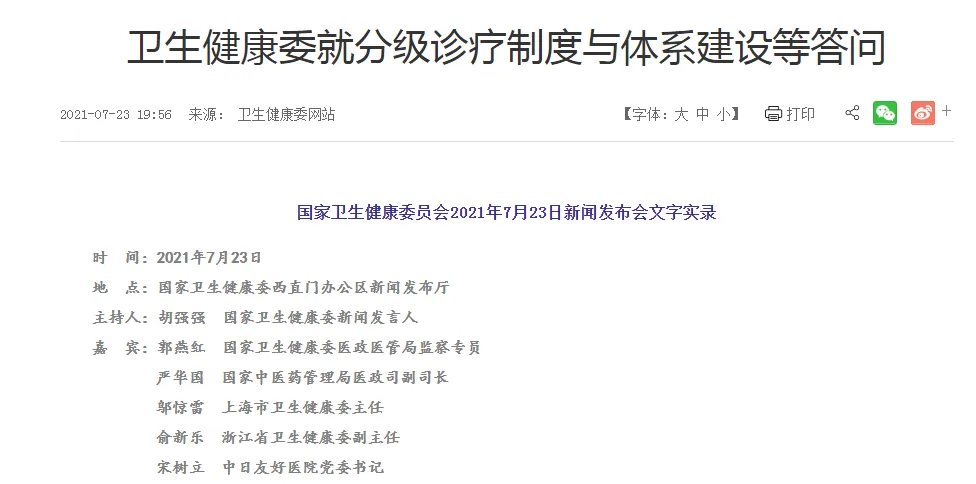 卫生健康委就分级诊疗制度与体系建设等答问
2021-07-23 19:56 来源： 卫生健康委网站 【字体：大 中 小】 打印 +
国家卫生健康委员会2021年7月23日新闻发布会文字实录
时 间：2021年7月23日
地 点：国家卫生健康委西直门办公区新闻发布厅
主持人：胡强强 国家卫生健康委新闻发言人
嘉 宾：郭燕红 国家卫生健康委医政医管局监察专员
严华国 国家中医药管理局医政司副司长
邬惊雷 上海市卫生健康委主任
俞新乐 浙江省卫生健康委副主任
宋树立 中日友好医院党委书记